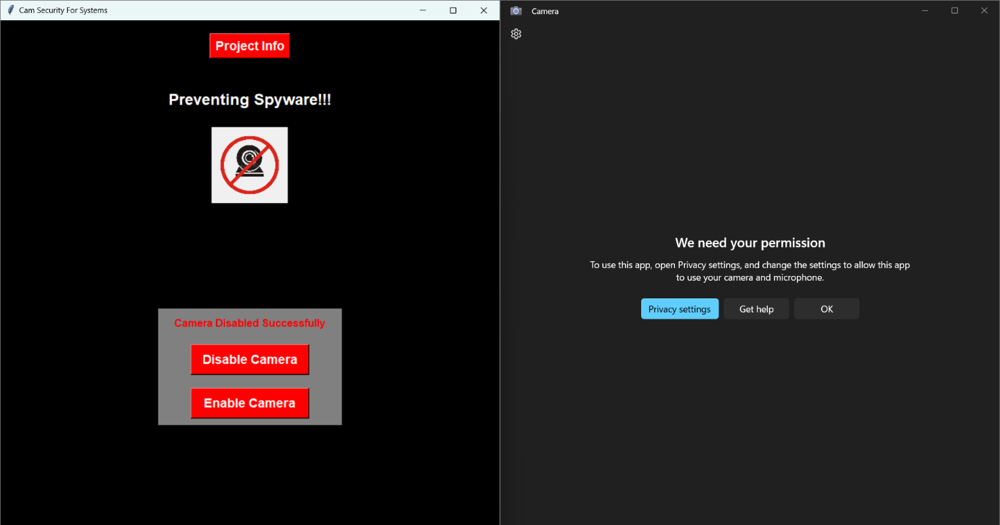 Cam Security For Systems
Project Info
Preventing Spyware!!!
Camera Disabled Successfully
Disable Camera
Enable Camera
Camera
We need your permission
To use this app, open Privacy settings, and change the settings to allow this app
to use your camera and microphone.
Privacy settings
Get help
OK